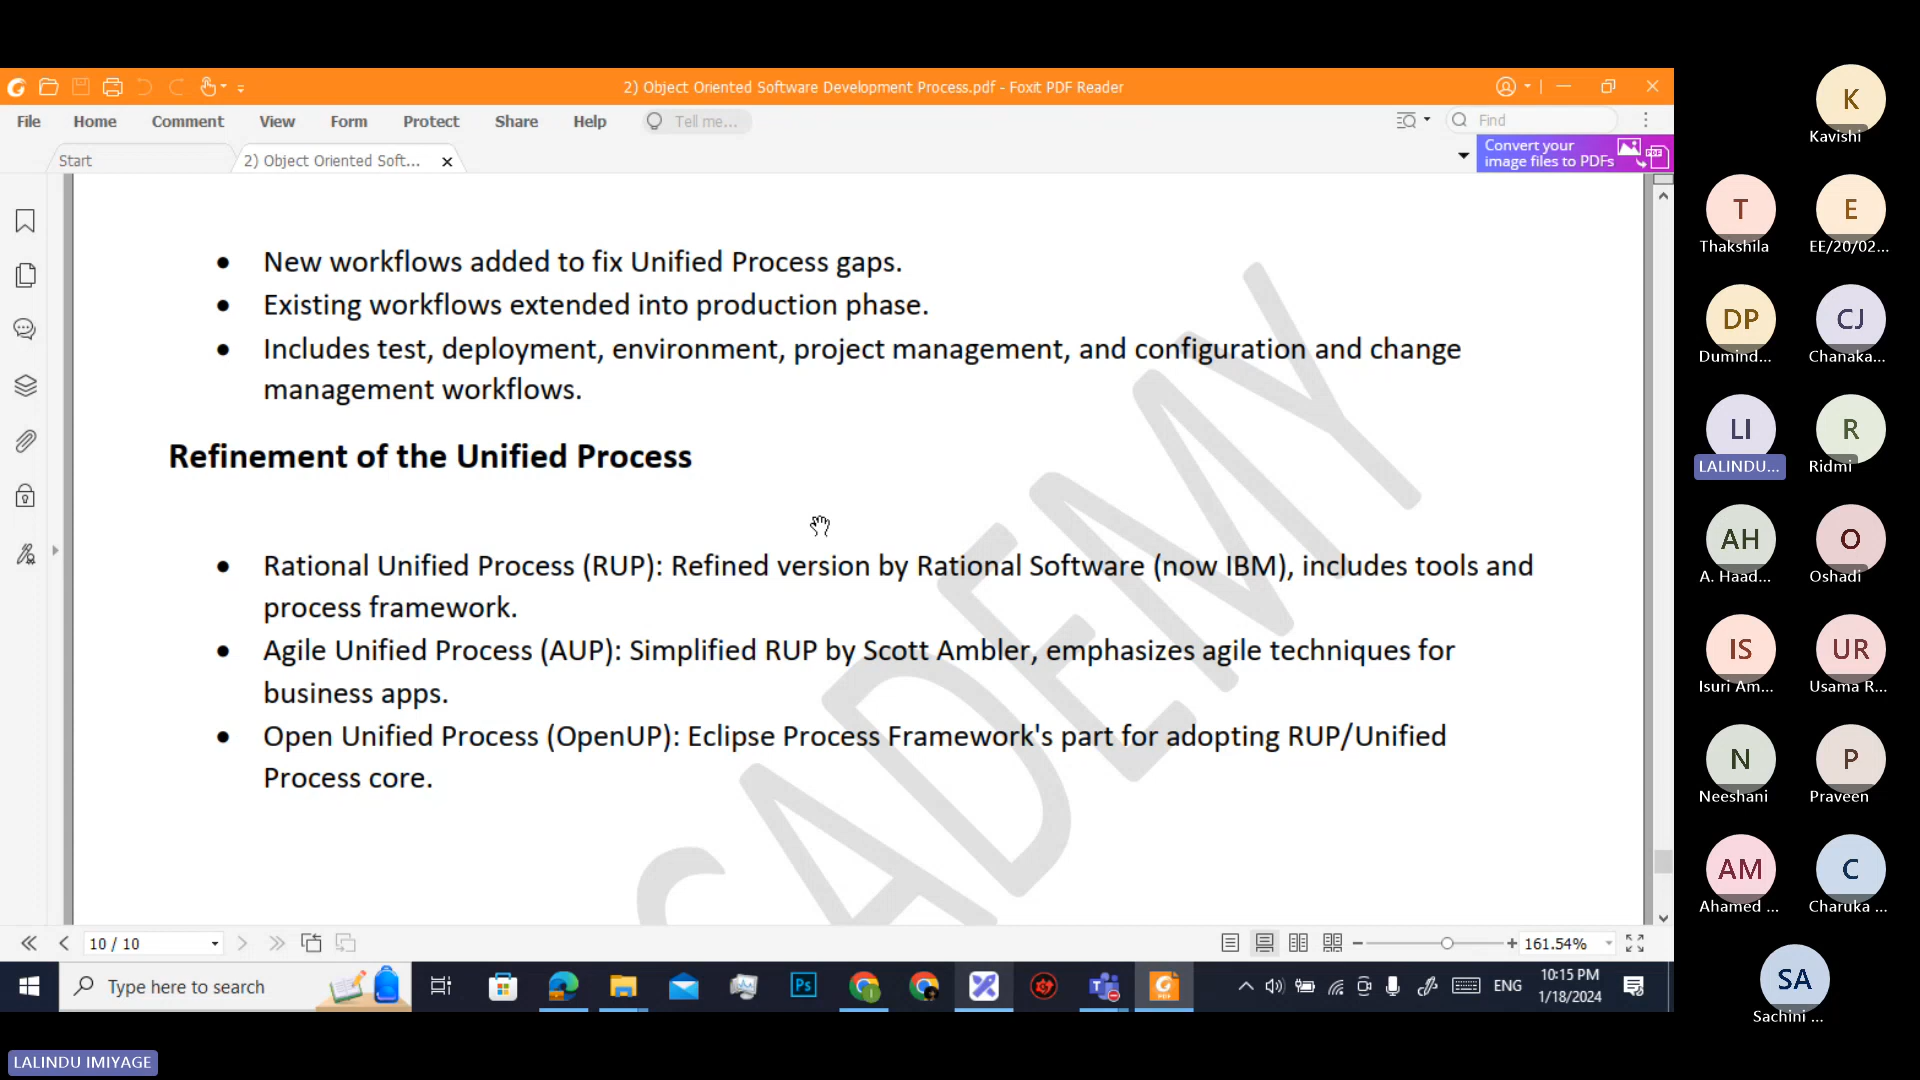 2) Object Oriented Software Development Process.pdf - Foxit PDF Reader
File Home Comment View Form Protect Share Help Tell me... Find
Start
2) Object Oriented Soft...
Convert your
image files to PDFs
New workflows added to fix Unified Process gaps.
Existing workflows extended into production phase.
Includes test, deployment, environment, project management, and configuration and change
management workflows.
Refinement of the Unified Process
Rational Unified Process (RUP): Refined version by Rational Software (now IBM), includes tools and
process framework.
Agile Unified Process (AUP): Simplified RUP by Scott Ambler, emphasizes agile techniques for
business apps.
Open Unified Process (OpenUP): Eclipse Process Framework's part for adopting RUP/Unified
Process core.
CADEMY
10 / 10
161.54%
Type here to search
Ps
ENG
10:15 PM
1/18/2024
LALINDU IMIYAGE
K
Kavishi
T
Thakshila
E
EE/20/02...
DP
Dumind...
CJ
Chanaka...
LI
LALINDU...
R
Ridmi
AH
A. Haad...
O
Oshadi
IS
Isuri Am...
UR
Usama R...
N
Neeshani
P
Praveen
AM
Ahamed ...
C
Charuka ...
SA
Sachini ...